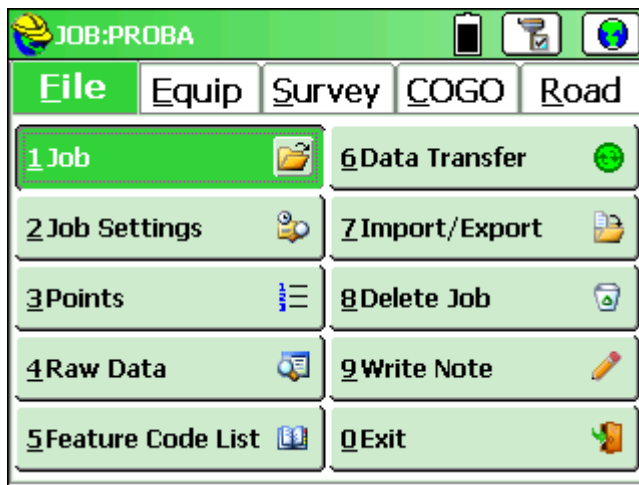 JOB:PROBA
File Equip Survey COGO Road
1 Job
6 Data Transfer
2 Job Settings
7 Import/Export
3 Points
8 Delete Job
4 Raw Data
9 Write Note
5 Feature Code List
0 Exit